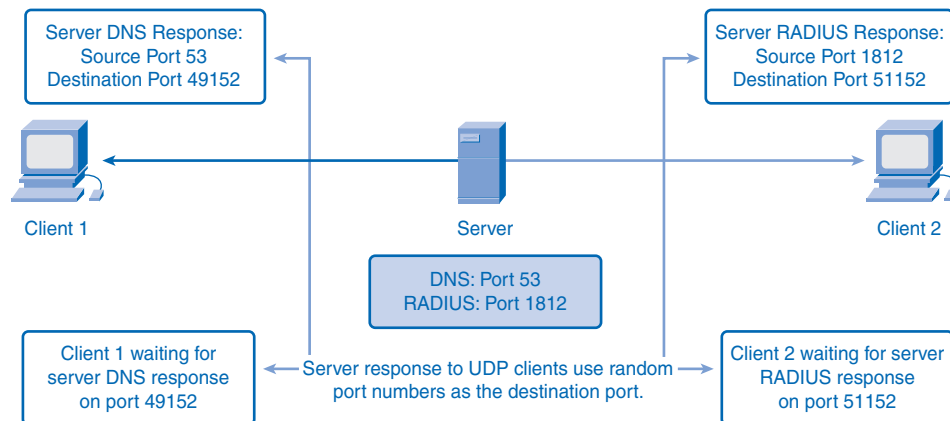 Server DNS Response:
Source Port 53
Destination Port 49152
Server RADIUS Response:
Source Port 1812
Destination Port 51152
Client 1
Server
Client 2
DNS: Port 53
RADIUS: Port 1812
Client 1 waiting for
server DNS response
on port 49152
Server response to UDP clients use random
port numbers as the destination port.
Client 2 waiting for server
RADIUS response
on port 51152